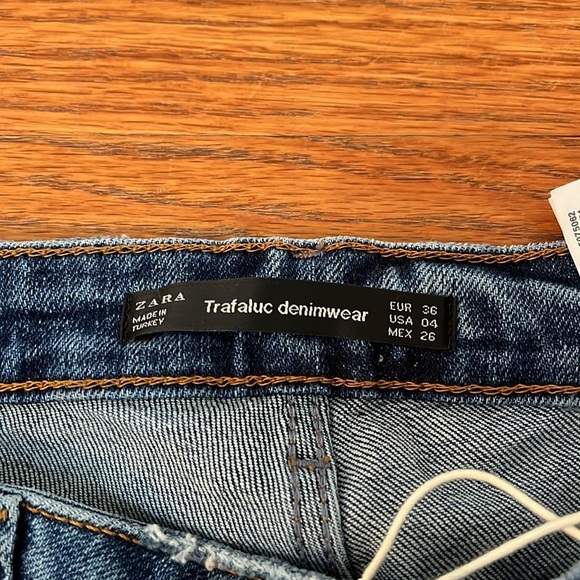 ZARA
MADE IN
TURKEY
Trafaluc denimwear
EUR 36
USA 04
MEX 26